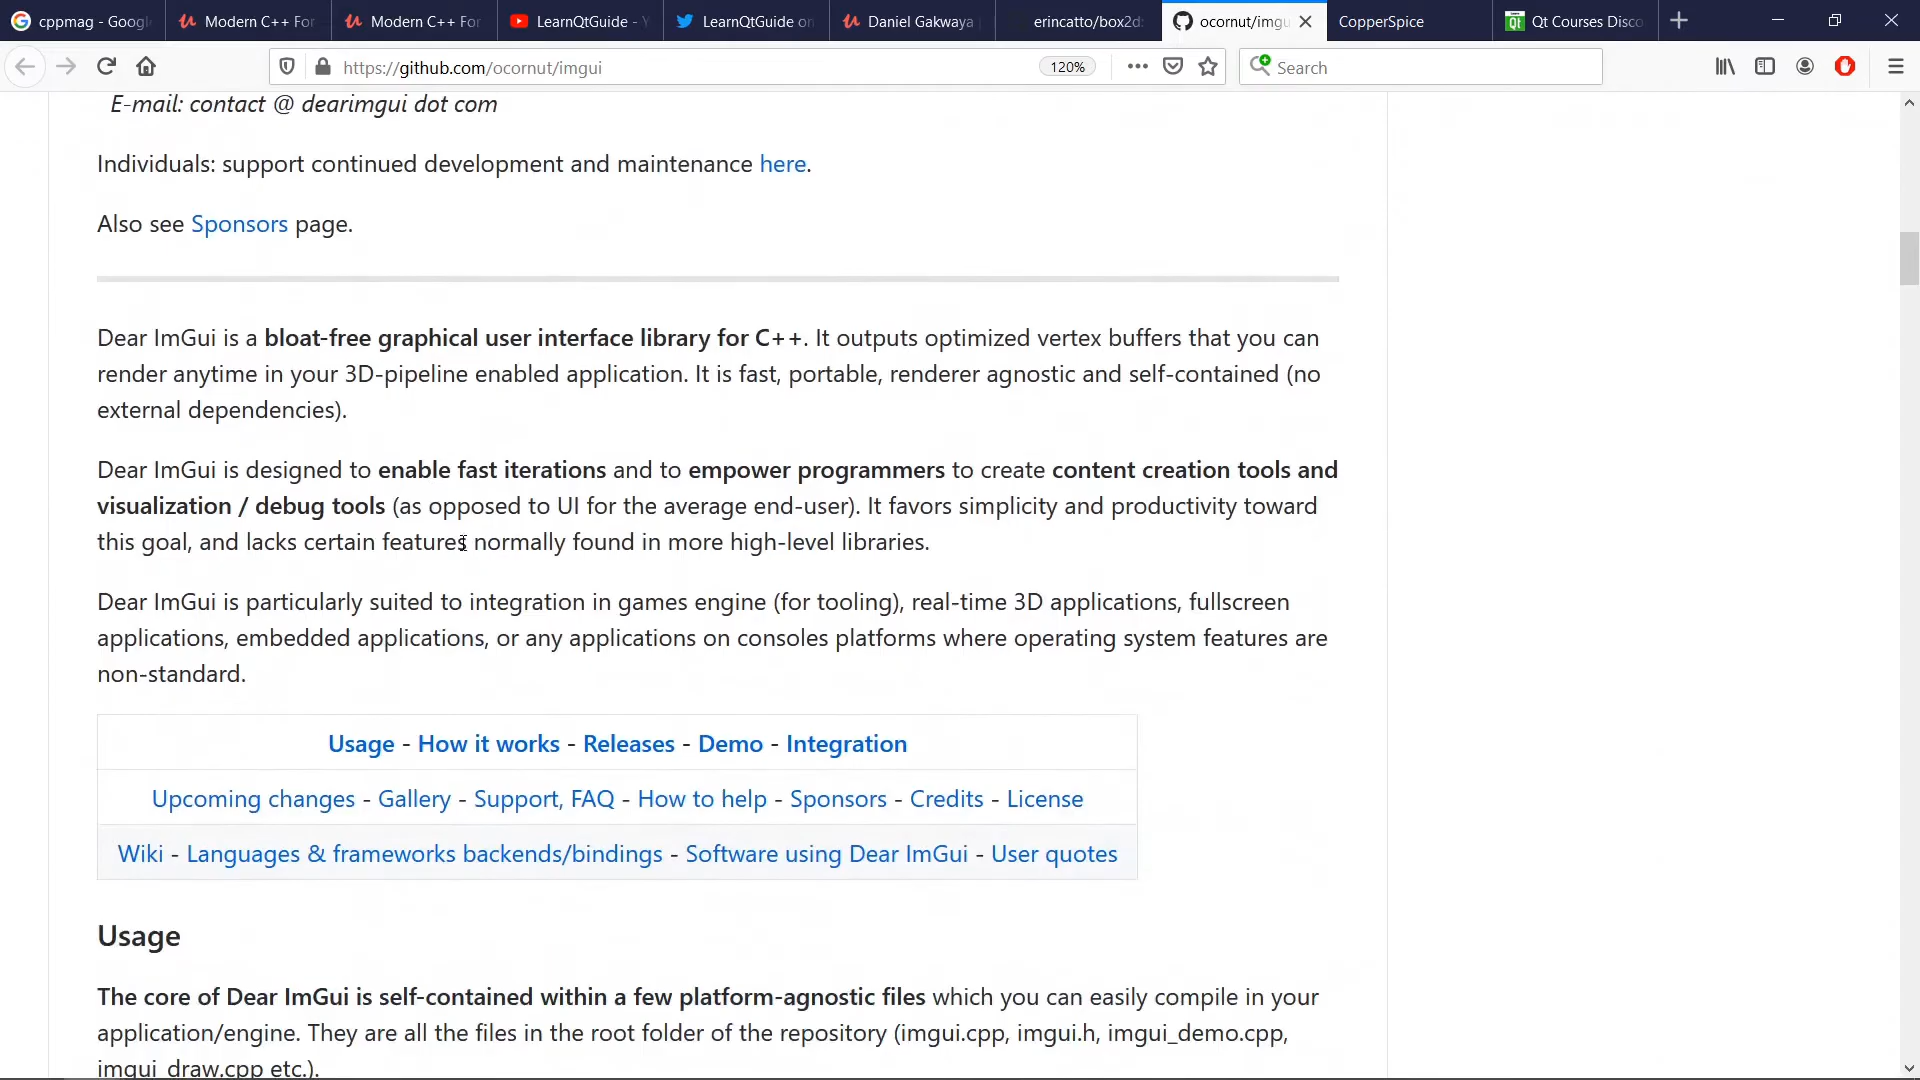 cppmag - Googl
Modern C++ For
Modern C++ For
LearnQtGuide - Y
LearnQtGuide on
Daniel Gakwaya |
erincatto/box2d:
ocornut/imgu
CopperSpice
Qt Courses Disco
https://github.com/ocornut/imgui
120%
Search
E-mail: contact @ dearimgui dot com
Individuals: support continued development and maintenance here.
Also see Sponsors page.
Dear ImGui is a bloat-free graphical user interface library for C++. It outputs optimized vertex buffers that you can
render anytime in your 3D-pipeline enabled application. It is fast, portable, renderer agnostic and self-contained (no
external dependencies).
Dear ImGui is designed to enable fast iterations and to empower programmers to create content creation tools and
visualization / debug tools (as opposed to UI for the average end-user). It favors simplicity and productivity toward
this goal, and lacks certain features normally found in more high-level libraries.
Dear ImGui is particularly suited to integration in games engine (for tooling), real-time 3D applications, fullscreen
applications, embedded applications, or any applications on consoles platforms where operating system features are
non-standard.
Usage - How it works - Releases - Demo - Integration
Upcoming changes - Gallery - Support, FAQ - How to help - Sponsors - Credits - License
Wiki - Languages & frameworks backends/bindings - Software using Dear ImGui - User quotes
Usage
The core of Dear ImGui is self-contained within a few platform-agnostic files which you can easily compile in your
application/engine. They are all the files in the root folder of the repository (imgui.cpp, imgui.h, imgui_demo.cpp,
imgui_draw.cpp etc.).